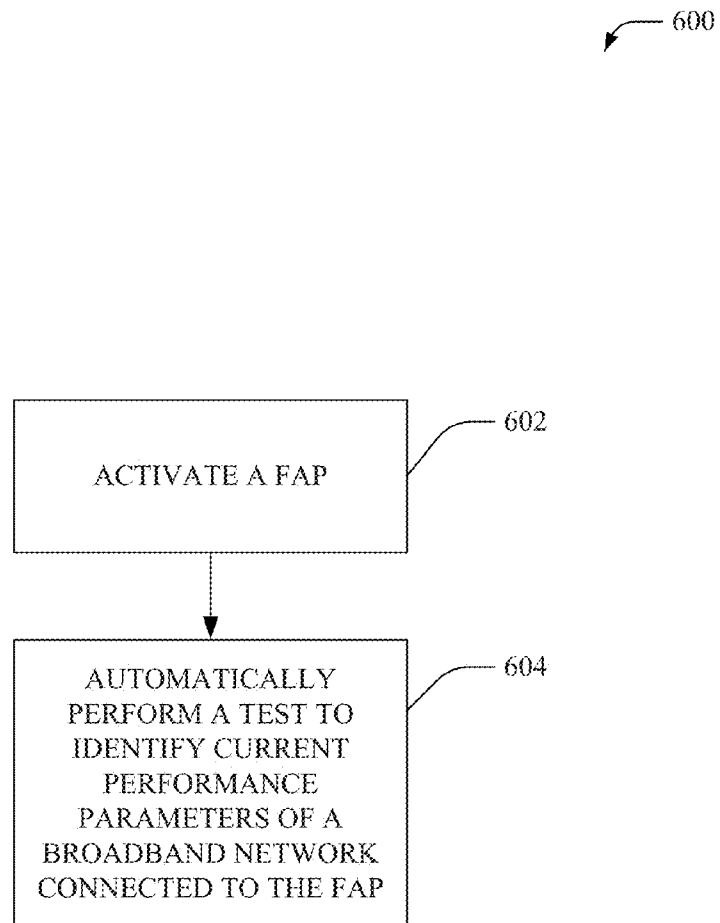 600
602
ACTIVATE A FAP
604
AUTOMATICALLY
PERFORM A TEST TO
IDENTIFY CURRENT
PERFORMANCE
PARAMETERS OF A
BROADBAND NETWORK
CONNECTED TO THE FAP